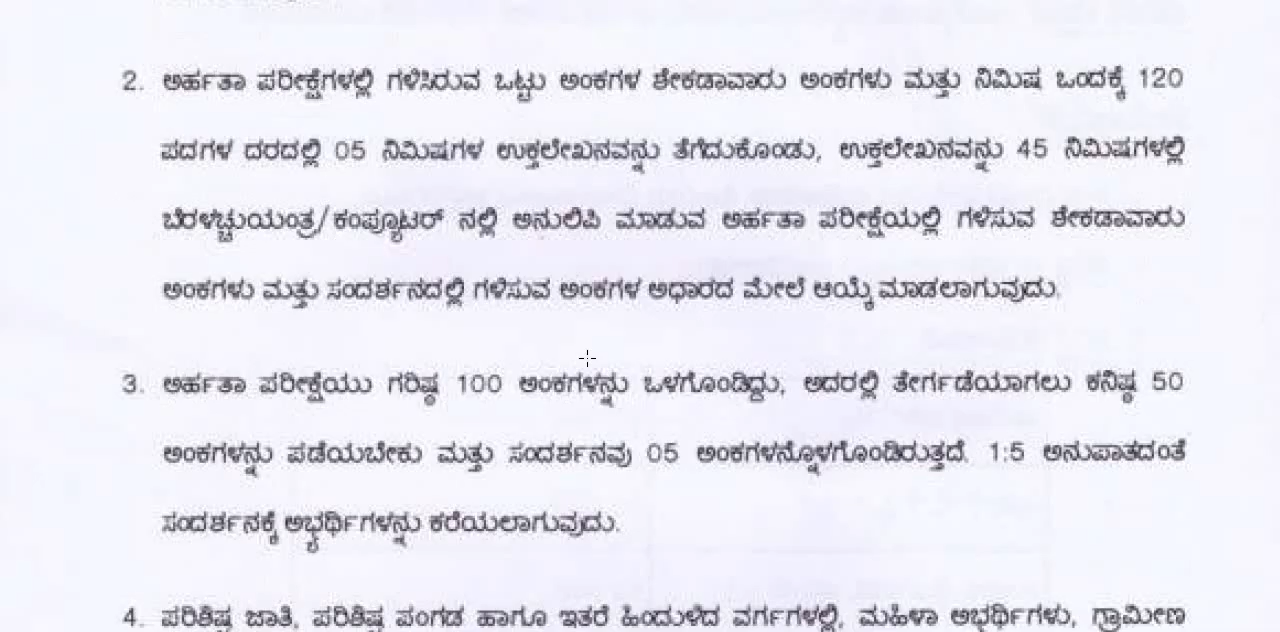 2. ಅರ್ಹತಾ ಪರೀಕ್ಷೆಗಳಲ್ಲಿ ಗಳಿಸಿರುವ ಒಟ್ಟು ಅಂಕಗಳ ಶೇಕಡಾವಾರು ಅಂಕಗಳು ಮತ್ತು ನಿಮಿಷ ಒಂದಕ್ಕೆ 120
ಪದಗಳ ದರದಲ್ಲಿ 05 ನಿಮಿಷಗಳ ಉಕ್ತಲೇಖನವನ್ನು ತೆಗೆದುಕೊಂಡು, ಉಕ್ತಲೇಖನವನ್ನು 45 ನಿಮಿಷಗಳಲ್ಲಿ
ಬೆರಳಚ್ಚುಯಂತ್ರ/ಕಂಪ್ಯೂಟರ್ ನಲ್ಲಿ ಅನುಲಿಪಿ ಮಾಡುವ ಅರ್ಹತಾ ಪರೀಕ್ಷೆಯಲ್ಲಿ ಗಳಿಸುವ ಶೇಕಡಾವಾರು
ಅಂಕಗಳು ಮತ್ತು ಸಂದರ್ಶನದಲ್ಲಿ ಗಳಿಸುವ ಅಂಕಗಳ ಅಧಾರದ ಮೇಲೆ ಆಯ್ಕೆ ಮಾಡಲಾಗುವುದು.
3. ಅರ್ಹತಾ ಪರೀಕ್ಷೆಯು ಗರಿಷ್ಠ 100 ಅಂಕಗಳನ್ನು ಒಳಗೊಂಡಿದ್ದು, ಅದರಲ್ಲಿ ತೇರ್ಗಡೆಯಾಗಲು ಕನಿಷ್ಠ 50
ಅಂಕಗಳನ್ನು ಪಡೆಯಬೇಕು ಮತ್ತು ಸಂದರ್ಶನವು 05 ಅಂಕಗಳನ್ನೊಳಗೊಂಡಿರುತ್ತದೆ. 1:5 ಅನುಪಾತದಂತೆ
ಸಂದರ್ಶನಕ್ಕೆ ಅಭ್ಯರ್ಥಿಗಳನ್ನು ಕರೆಯಲಾಗುವುದು.
4. ಪರಿಶಿಷ್ಟ ಜಾತಿ, ಪರಿಶಿಷ್ಟ ಪಂಗಡ ಹಾಗೂ ಇತರೆ ಹಿಂದುಳಿದ ವರ್ಗಗಳಲ್ಲಿ, ಮಹಿಳಾ ಅಭ್ಯರ್ಥಿಗಳು, ಗ್ರಾಮೀಣ